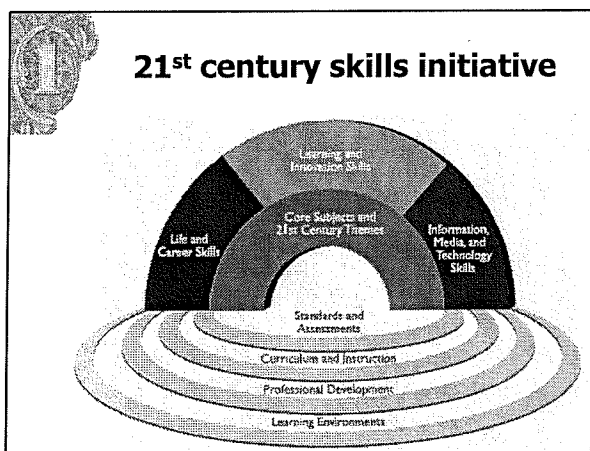 1
21st century skills initiative
Learning and
Innovation Skills
Core Subjects and
21st Century Themes
Life and
Career Skills
Information,
Media, and
Technology
Skills
Standards and
Assessments
Curriculum and Instruction
Professional Development
Learning Environments